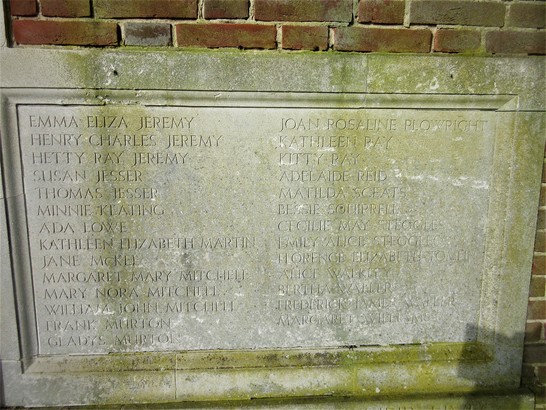 EMMA ELIZA JEREMY
HENRY CHARLES JEREMY
HETTY RAY JEREMY
SUSAN JESSER
THOMAS JESSER
MINNIE KEATING
ADA LOWE
KATHLEEN ELIZABETH MARTIN
JANE McKEE
MARGARET MARY MITCHELL
MARY NORA MITCHELL
WILLIAM JOHN MITCHELL
FRANK MURTON
GLADYS MURTON
JOAN ROSALINE PLOWRIGHT
KATHLEEN RAY
KITTY RAY
ADELAIDE REID
MATILDA SCEATS
BESSIE SQUIRRELL
CECILIE MAY STEGGLES
EMILY ALICE STEGGLES
FLORENCE ELIZABETH
ALICE
BERTHA
FREDERICK JAMES
MARGARET